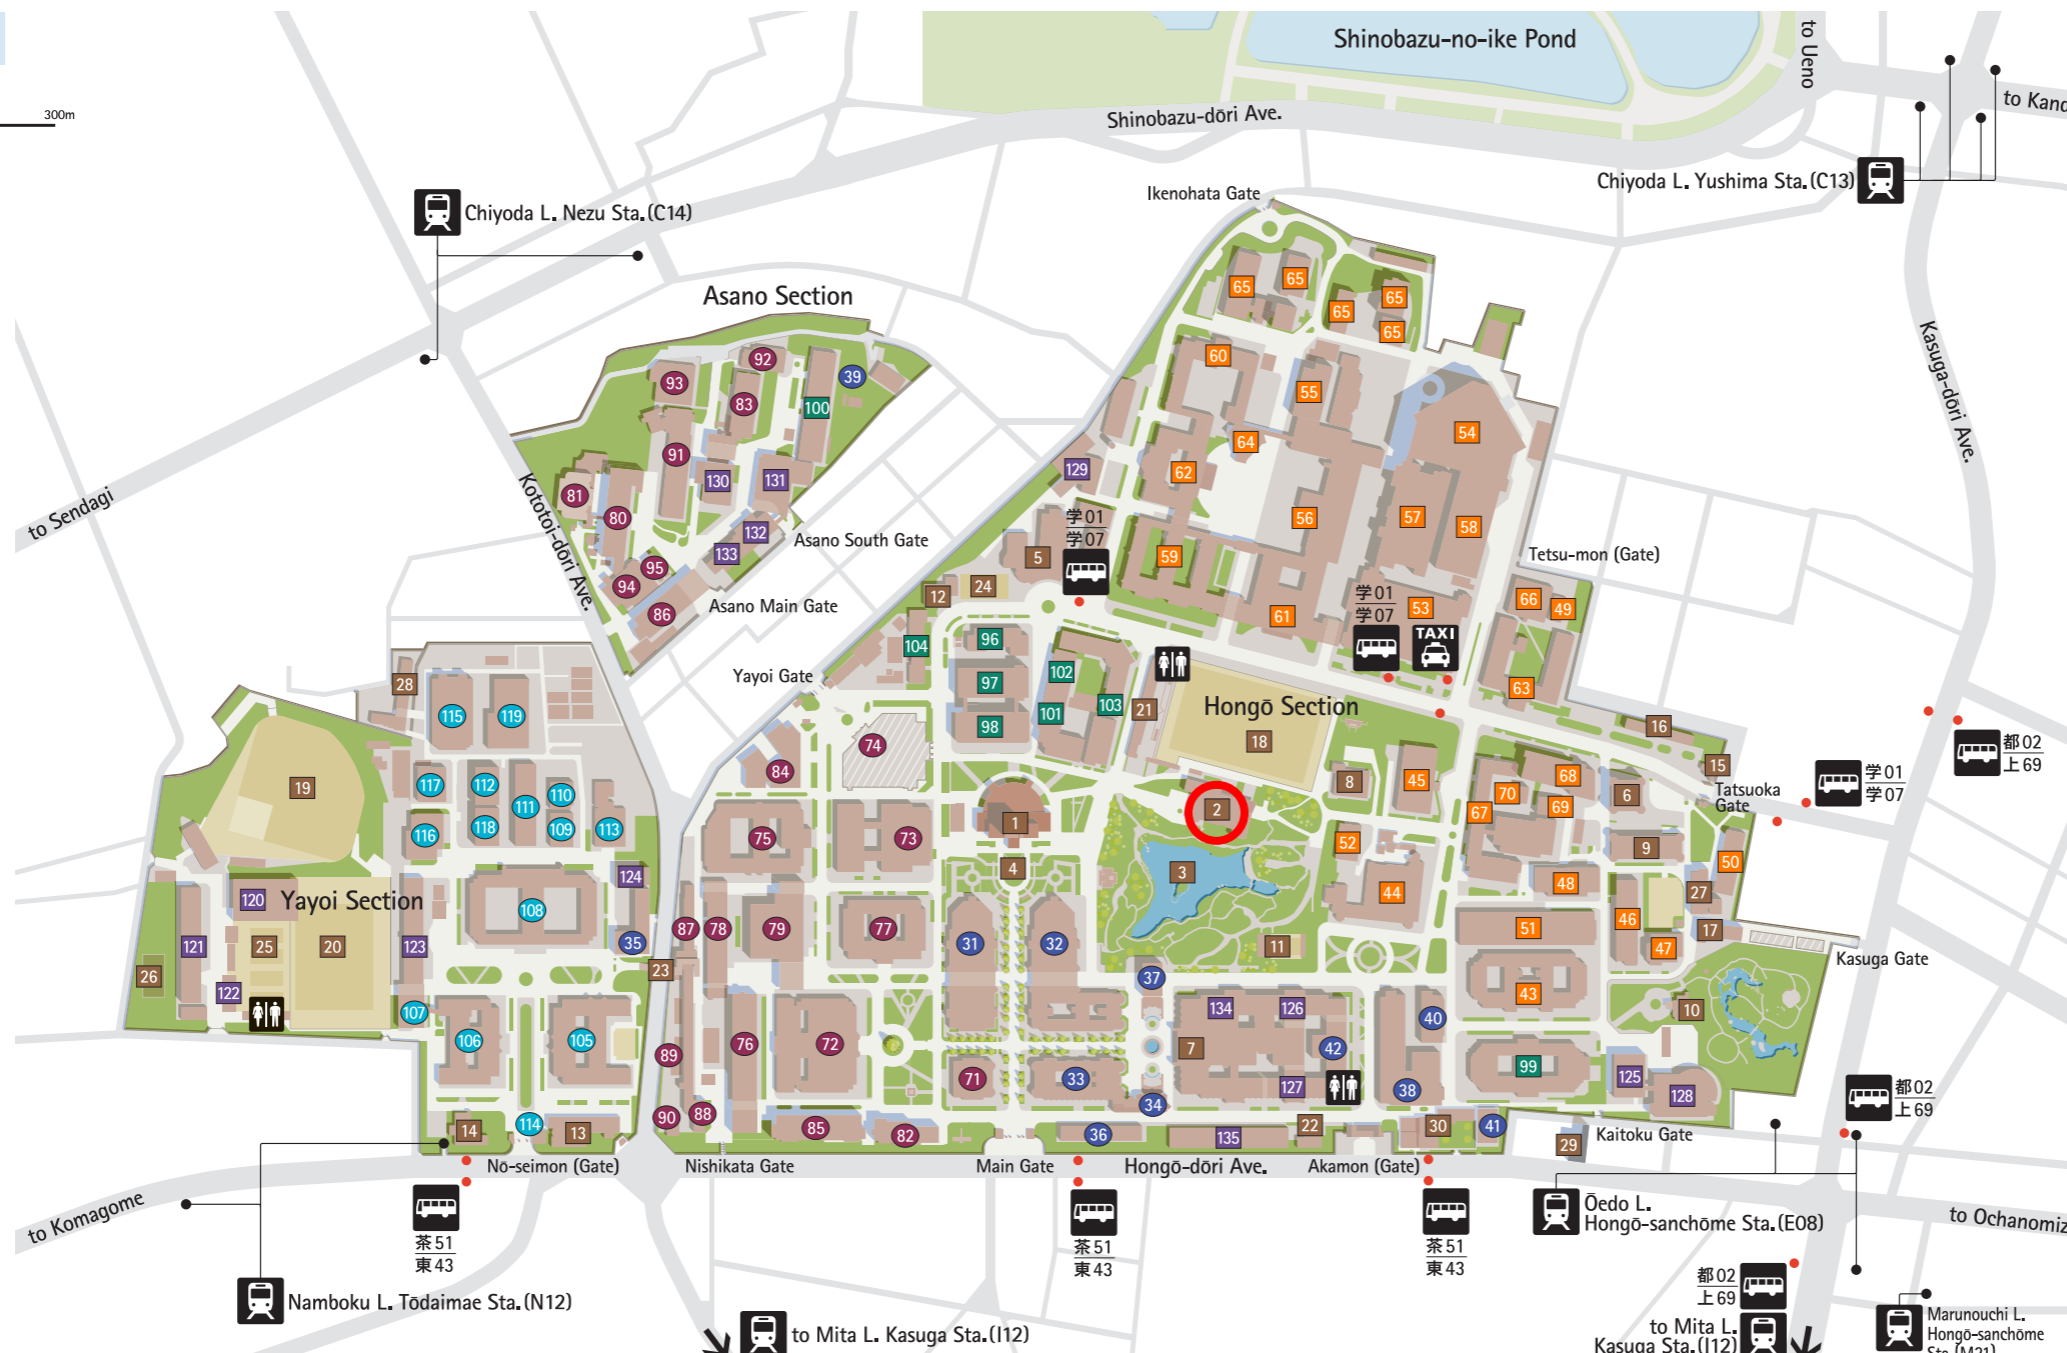 Shinobazu-no-ike Pond
to Ueno
300m
Shinobazu-dōri Ave.
Chiyoda L. Yushima Sta.(C13)
Ikenohata Gate
Chiyoda L. Nezu Sta.(C14)
Asano Section
65
65
65
65
65
Kasuga-dōri Ave.
60
55
54
64
62
56
57
58
59
61
53
92
93
83
39
100
91
130
131
81
80
132
133
95
94
86
Kototoi-dōri Ave.
to Sendagi
Asano South Gate
Asano Main Gate
129
学01
学07
5
24
12
Tetsu-mon (Gate)
学01
学07
TAXI
66
49
63
104
96
97
98
102
101
103
21
Yayoi Gate
Hongō Section
18
16
15
Tatsuoka
Gate
学01
学07
都02
上69
28
115
119
74
84
19
117
112
111
110
116
118
109
113
75
73
1
2
8
45
70
68
69
67
6
52
9
50
4
3
44
48
27
46
Yayoi Section
120
124
108
121
25
20
123
35
87
78
79
77
31
32
11
51
47
17
Kasuga Gate
26
122
23
37
43
10
107
106
105
134
126
40
89
76
72
7
42
71
33
127
38
99
125
128
都02
上69
90
88
34
14
114
13
85
82
36
135
22
30
41
Kaitoku Gate
29
Nō-seimon (Gate)
Nishikata Gate
Main Gate
Hongō-dōri Ave.
Akamon (Gate)
to Komagome
茶51
東43
茶51
東43
茶51
東43
Ōedo L.
Hongō-sanchōme Sta.(E08)
Namboku L. Tōdaimae Sta.(N12)
都02
上69
to Mita L. Kasuga Sta.(I12)
to Mita L.
Kasuga Sta.(I12)
Marunouchi L.
Hongō-sanchōme
Sta.(M21)